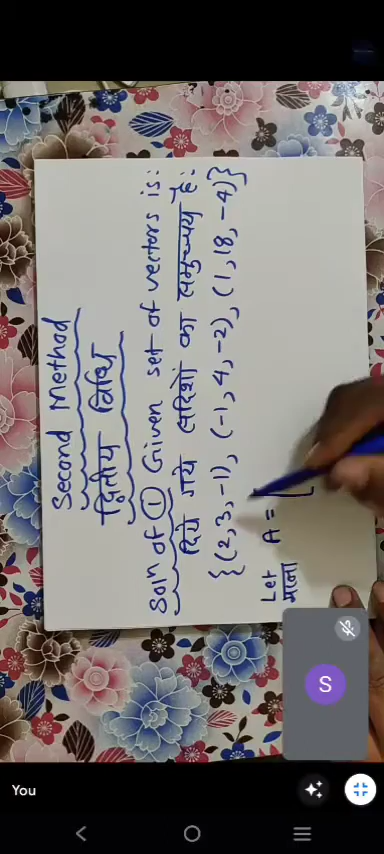 Second Method
द्वितीय विधि
Solⁿ of ① Given set of vectors is:
दिये गये सदिशों का समुच्चय है:
{(2, 3, -1), (-1, 4, -2), (1, 18, -4)}
Let
माना A = [
S
You